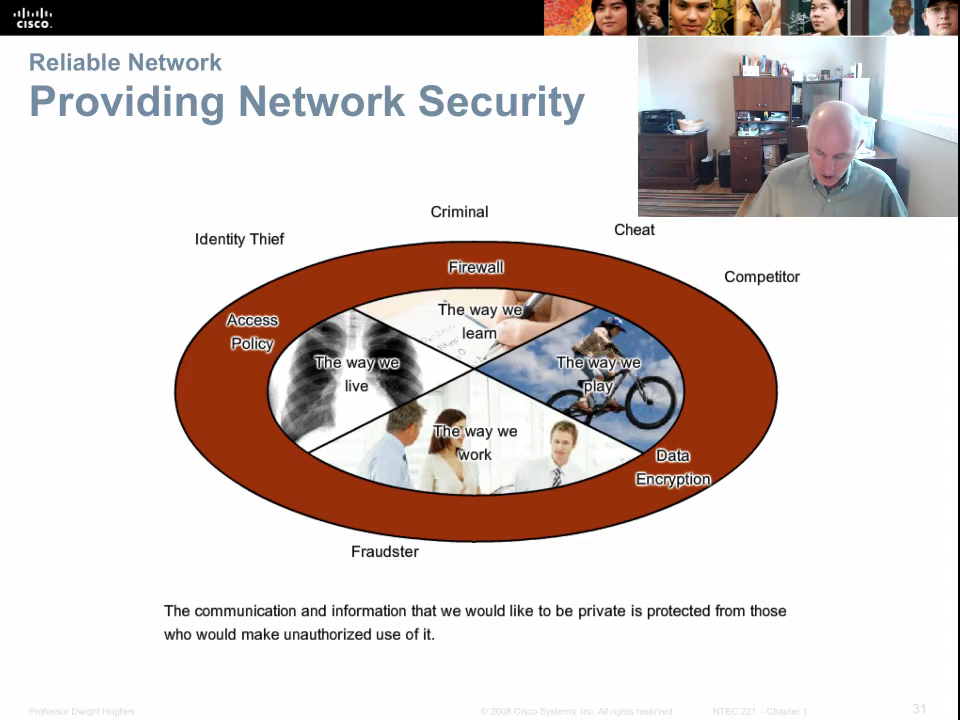 CISCO
Reliable Network
Providing Network Security
Criminal
Identity Thief
Cheat
Competitor
Firewall
Access
Policy
The way we
learn
The way we
live
The way we
play
The way we
work
Data
Encryption
Fraudster
The communication and information that we would like to be private is protected from those
who would make unauthorized use of it.
Professor Dwight Hughes
© 2008 Cisco Systems, Inc. All rights reserved
NTEC 221 – Chapter 1
31